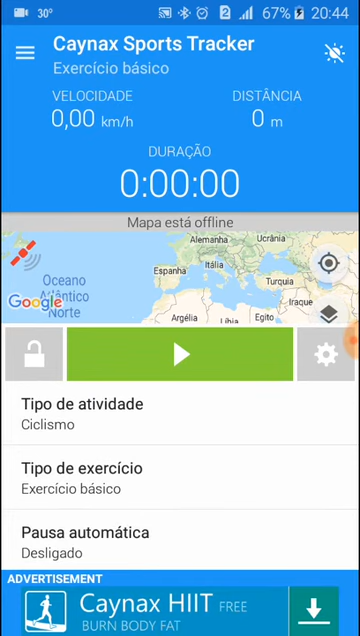 30° 2 67% 20:44
Caynax Sports Tracker
Exercício básico
VELOCIDADE DISTÂNCIA
0,00 km/h 0 m
DURAÇÃO
0:00:00
Mapa está offline
Alemanha Ucrânia
Espanha Itália
Turquia
Oceano
Atlântico
Norte
Google
Iraque
Argélia Líbia Egito
Tipo de atividade
Ciclismo
Tipo de exercício
Exercício básico
Pausa automática
Desligado
ADVERTISEMENT
Caynax HIIT FREE
BURN BODY FAT